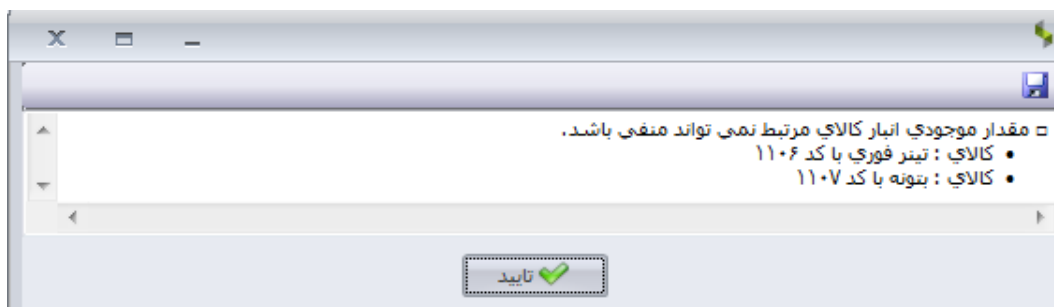 ¤ مقدار موجودي انبار كالاي مرتبط نمي تواند منفي باشد.
• كالاي : تينر فوري با كد ۱۱۰۶
• كالاي : بتونه با كد ۱۱۰۷
تاييد